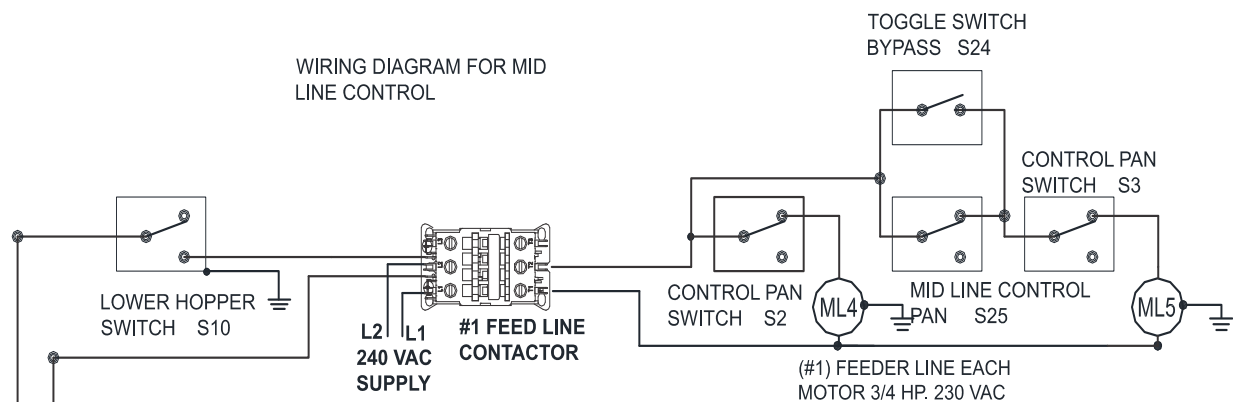 TOGGLE SWITCH
BYPASS S24
WIRING DIAGRAM FOR MID
LINE CONTROL
CONTROL PAN
SWITCH S3
LOWER HOPPER
SWITCH S10
L2 L1
240 VAC
SUPPLY
#1 FEED LINE
CONTACTOR
CONTROL PAN
SWITCH S2
ML4
MID LINE CONTROL
PAN S25
ML5
(#1) FEEDER LINE EACH
MOTOR 3/4 HP. 230 VAC